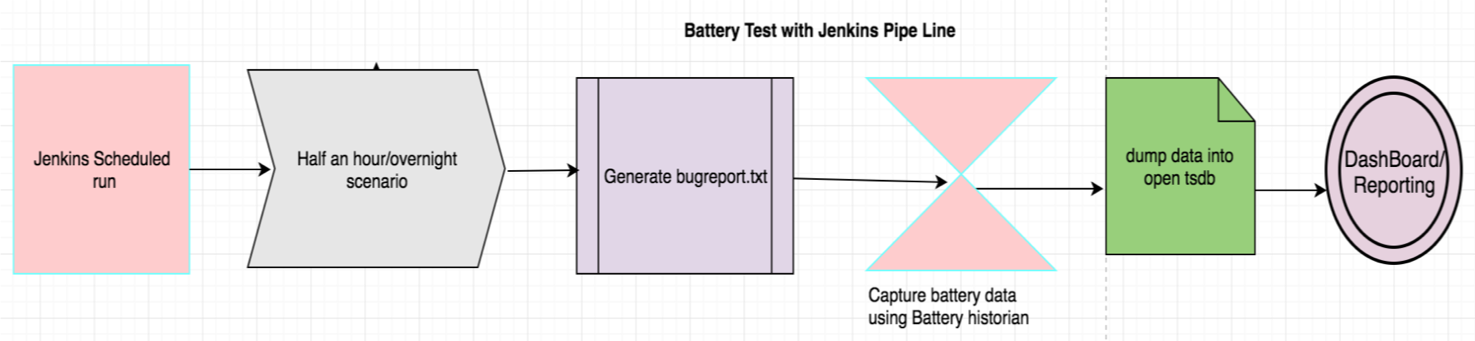 Battery Test with Jenkins Pipe Line
Jenkins Scheduled
run
Half an hour/overnight
scenario
Generate bugreport.txt
Capture battery data
using Battery historian
dump data into
open tsdb
DashBoard/
Reporting